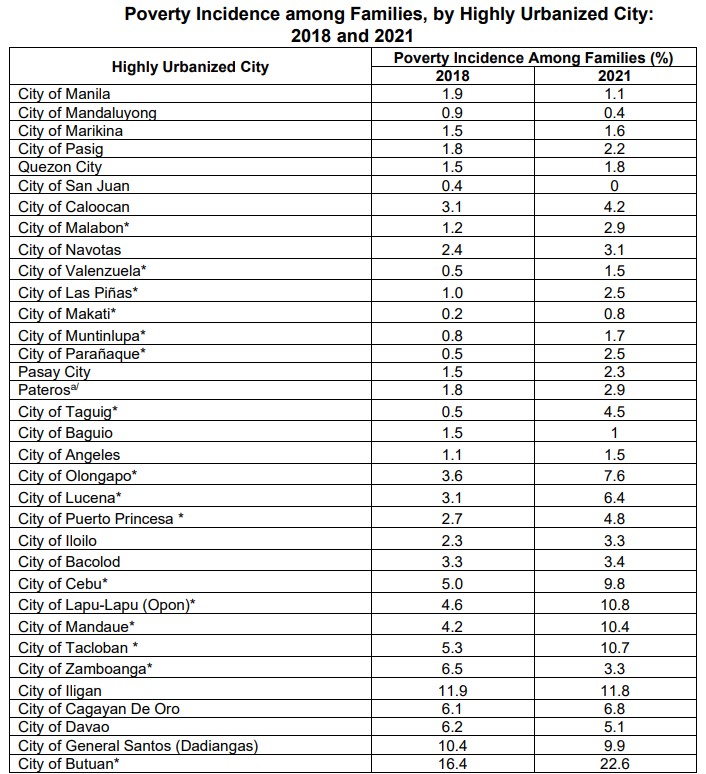 Poverty Incidence among Families, by Highly Urbanized City:
2018 and 2021
Highly Urbanized City Poverty Incidence Among Families (%)
2018 2021
City of Manila 1.9 1.1
City of Mandaluyong 0.9 0.4
City of Marikina 1.5 1.6
City of Pasig 1.8 2.2
Quezon City 1.5 1.8
City of San Juan 0.4 0
City of Caloocan 3.1 4.2
City of Malabon* 1.2 2.9
City of Navotas 2.4 3.1
City of Valenzuela* 0.5 1.5
City of Las Piñas* 1.0 2.5
City of Makati* 0.2 0.8
City of Muntinlupa* 0.8 1.7
City of Parañaque* 0.5 2.5
Pasay City 1.5 2.3
Pateros a/ 1.8 2.9
City of Taguig* 0.5 4.5
City of Baguio 1.5 1
City of Angeles 1.1 1.5
City of Olongapo* 3.6 7.6
City of Lucena* 3.1 6.4
City of Puerto Princesa * 2.7 4.8
City of Iloilo 2.3 3.3
City of Bacolod 3.3 3.4
City of Cebu* 5.0 9.8
City of Lapu-Lapu (Opon)* 4.6 10.8
City of Mandaue* 4.2 10.4
City of Tacloban * 5.3 10.7
City of Zamboanga* 6.5 3.3
City of Iligan 11.9 11.8
City of Cagayan De Oro 6.1 6.8
City of Davao 6.2 5.1
City of General Santos (Dadiangas) 10.4 9.9
City of Butuan* 16.4 22.6